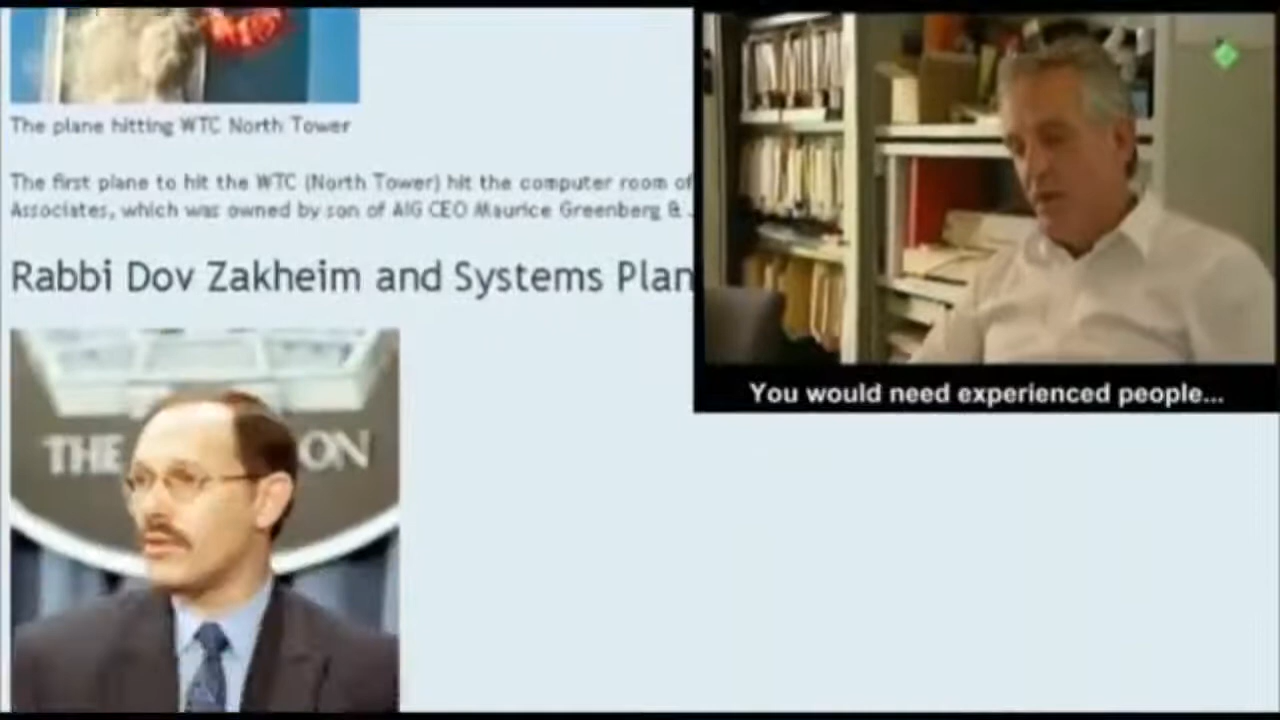 The plane hitting WTC North Tower
The first plane to hit the WTC (North Tower) hit the computer room of
Associates, which was owned by son of AIG CEO Maurice Greenberg & .
Rabbi Dov Zakheim and Systems Plan
THE ON
You would need experienced people...